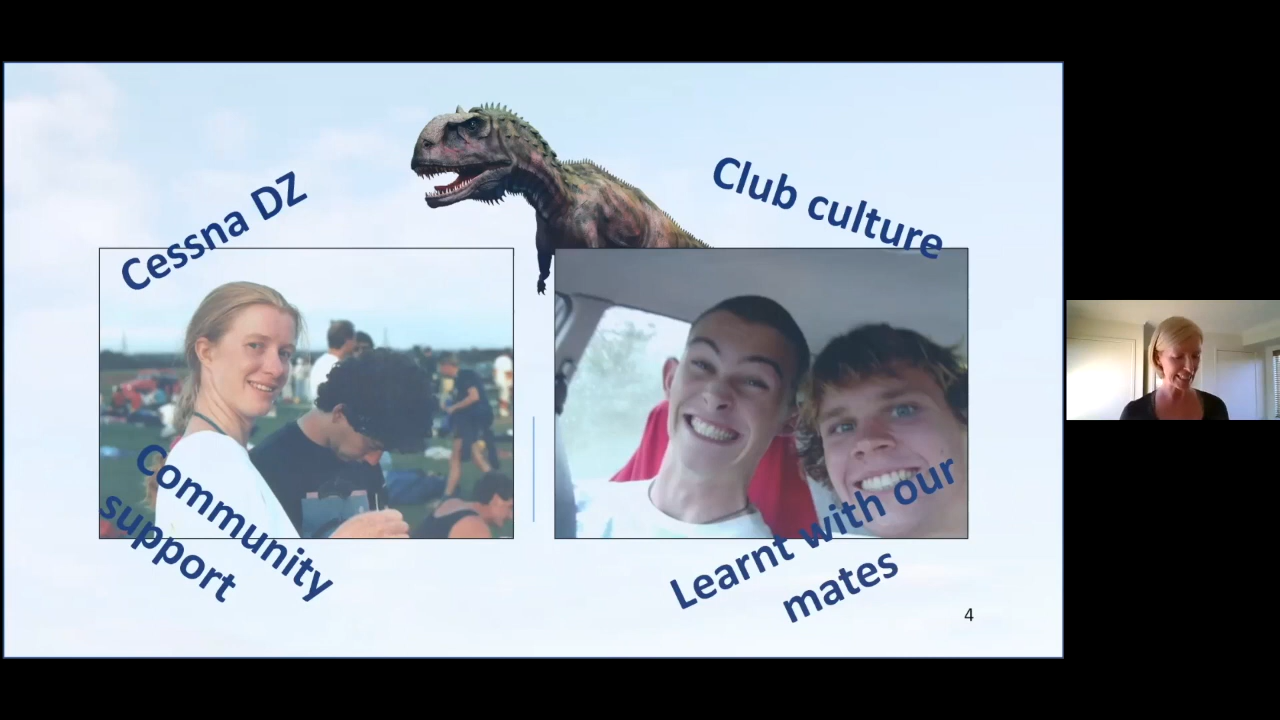 Cessna DZ
Club culture
Community
support
Learnt with our
mates
4